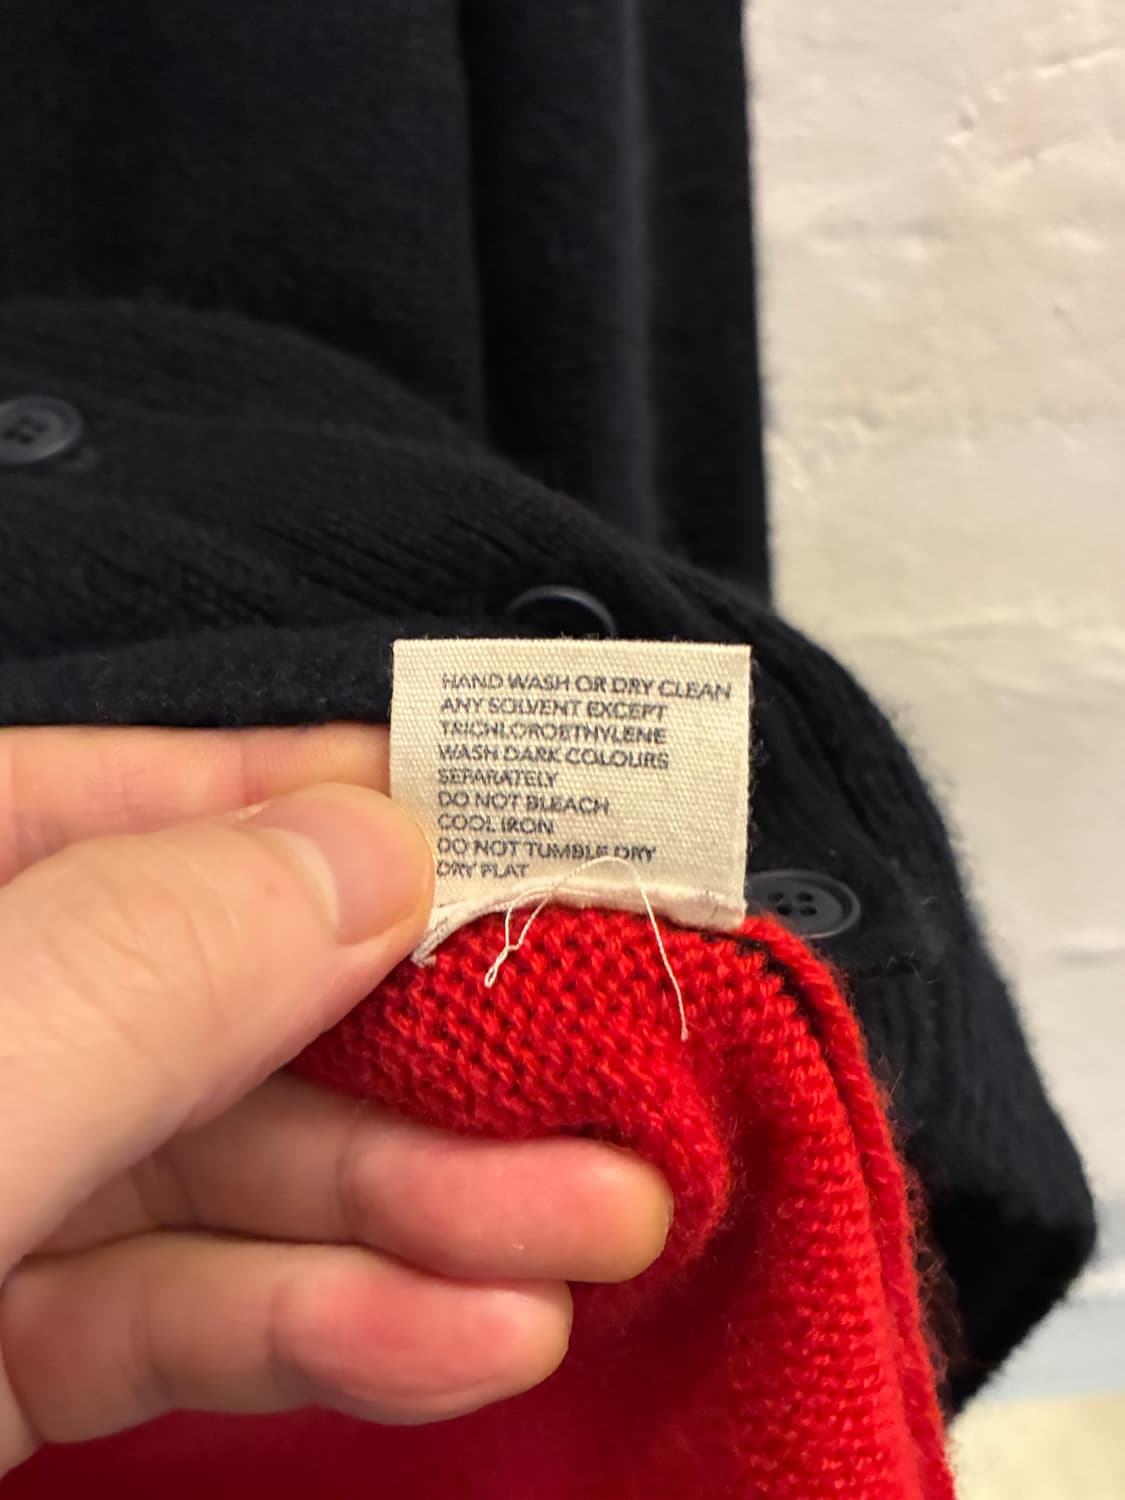 HAND WASH OR DRY CLEAN
ANY SOLVENT EXCEPT
TRICHLOROETHYLENE
WASH DARK COLOURS
SEPARATELY
DO NOT BLEACH
COOL IRON
DO NOT TUMBLE DRY
DRY FLAT